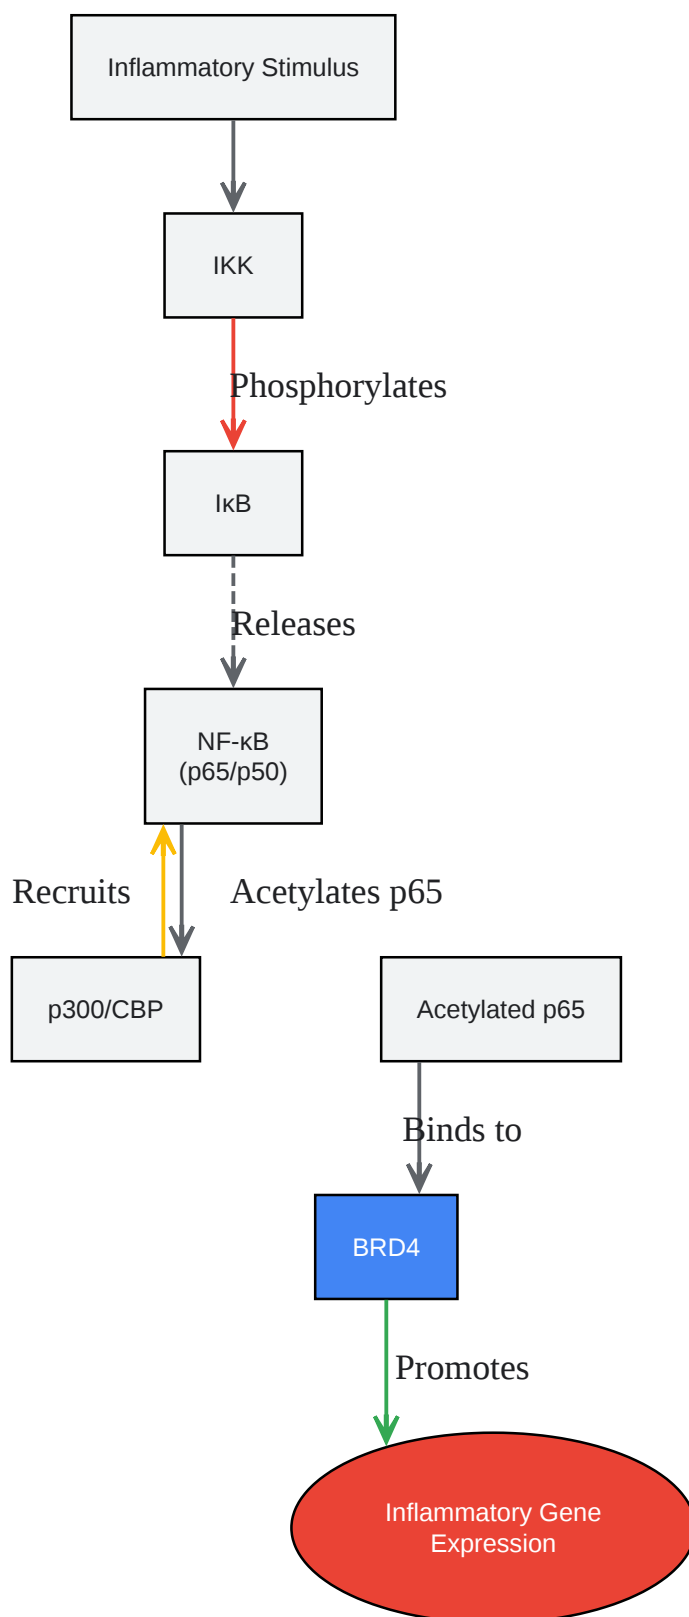 Inflammatory Stimulus
IKK
Phosphorylates
IκB
Releases
NF-κB
(p65/p50)
Recruits
Acetylates p65
p300/CBP
Acetylated p65
Binds to
BRD4
Promotes
Inflammatory Gene
Expression